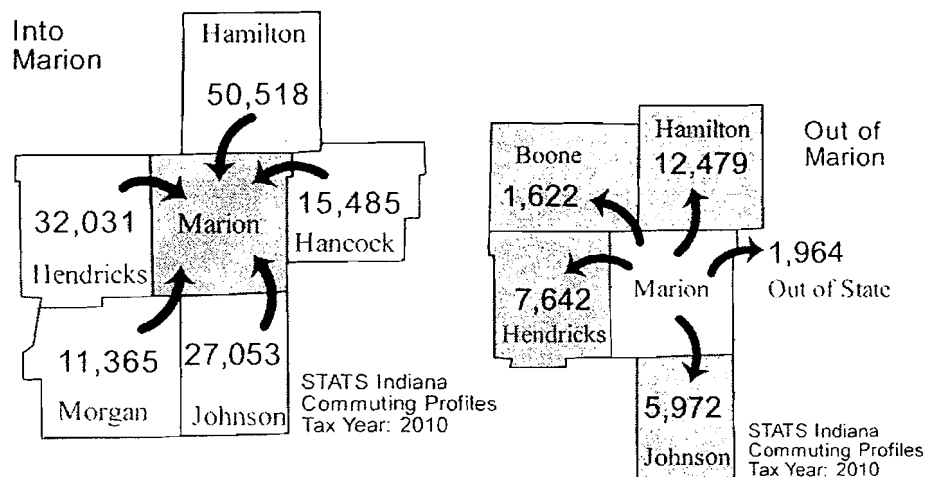 Into
Marion
Hamilton
50,518
32,031
Hendricks
Marion
15,485
Hancock
11,365
Morgan
27,053
Johnson
STATS Indiana
Commuting Profiles
Tax Year: 2010
Out of
Marion
Boone
1,622
Hamilton
12,479
7,642
Hendricks
Marion
1,964
Out of State
5,972
Johnson
STATS Indiana
Commuting Profiles
Tax Year: 2010